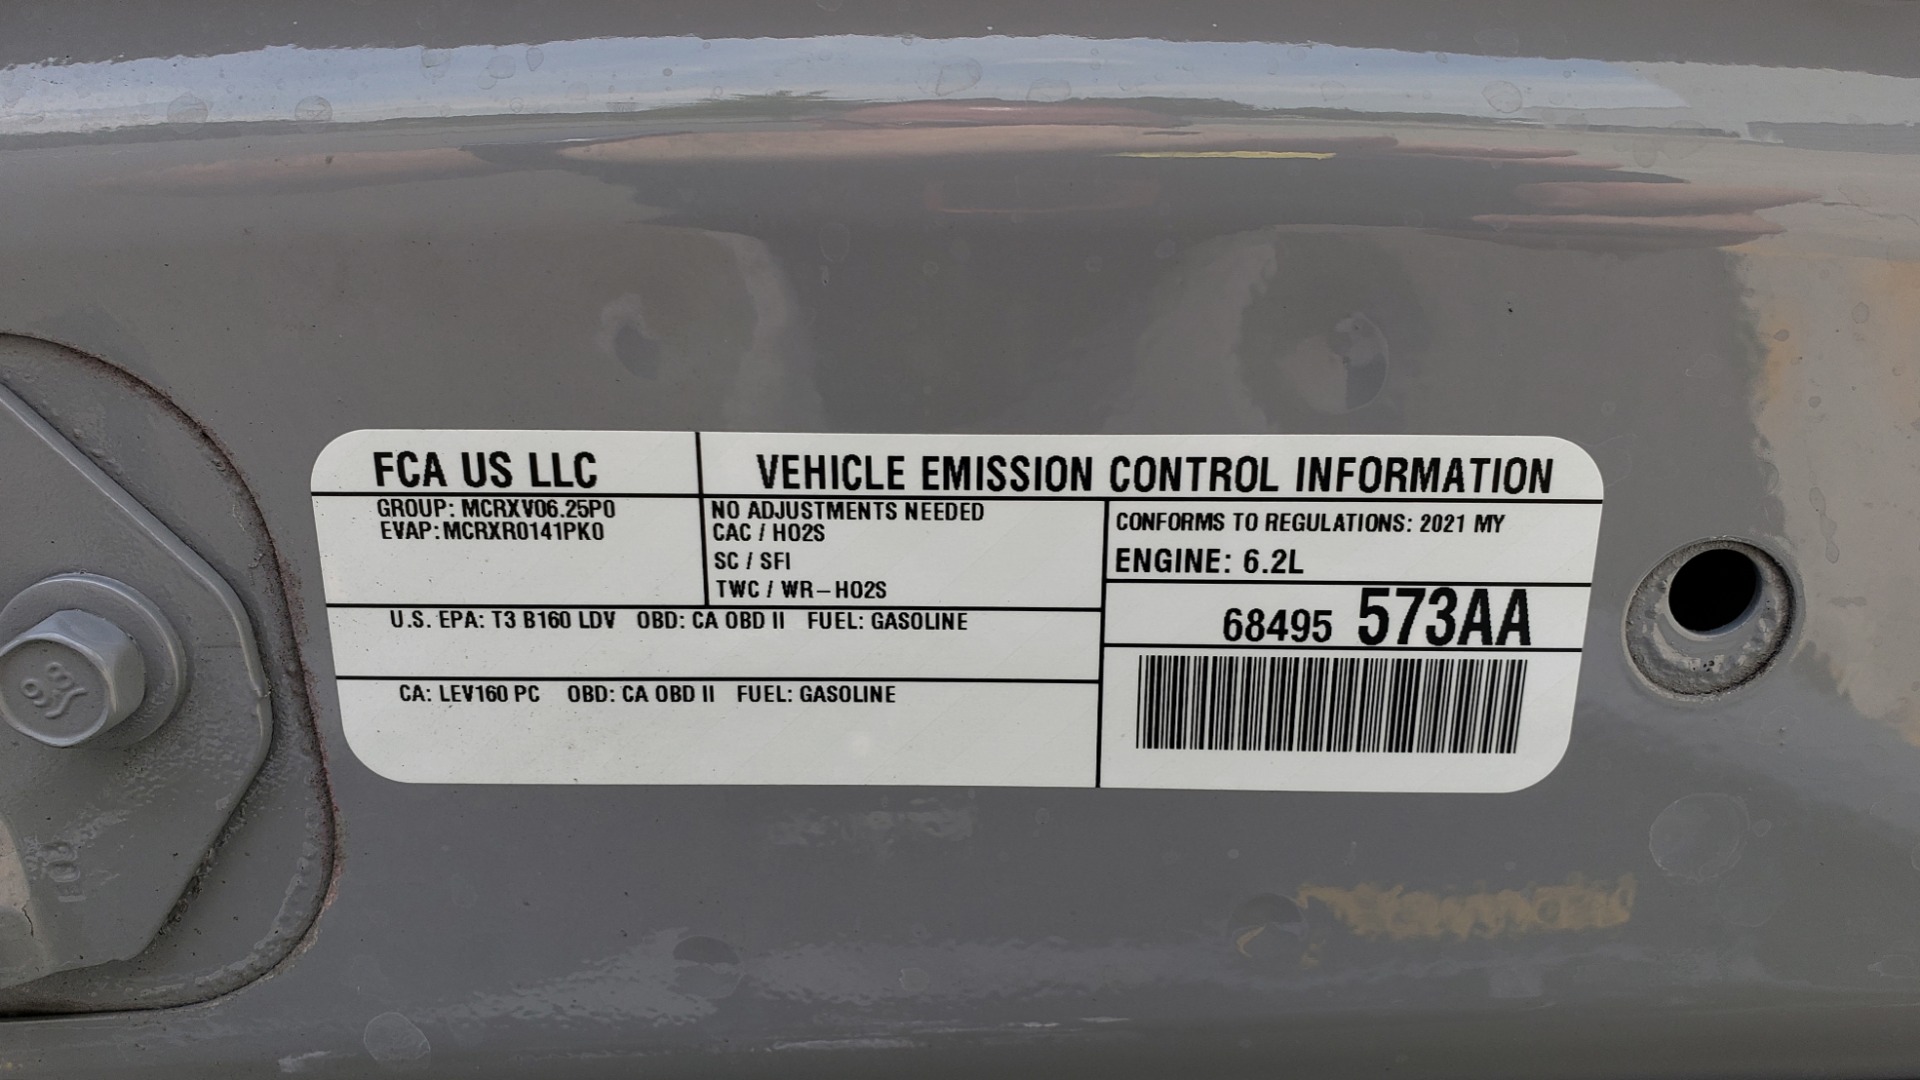 FCA US LLC
VEHICLE EMISSION CONTROL INFORMATION
GROUP: MCRXV06.25P0
EVAP: MCRXR0141PK0
NO ADJUSTMENTS NEEDED
CAC / HO2S
SC / SFI
TWC / WR-HO2S
CONFORMS TO REGULATIONS: 2021 MY
ENGINE: 6.2L
68495 573AA
U.S. EPA: T3 B160 LDV OBD: CA OBD II FUEL: GASOLINE
CA: LEV160 PC OBD: CA OBD II FUEL: GASOLINE